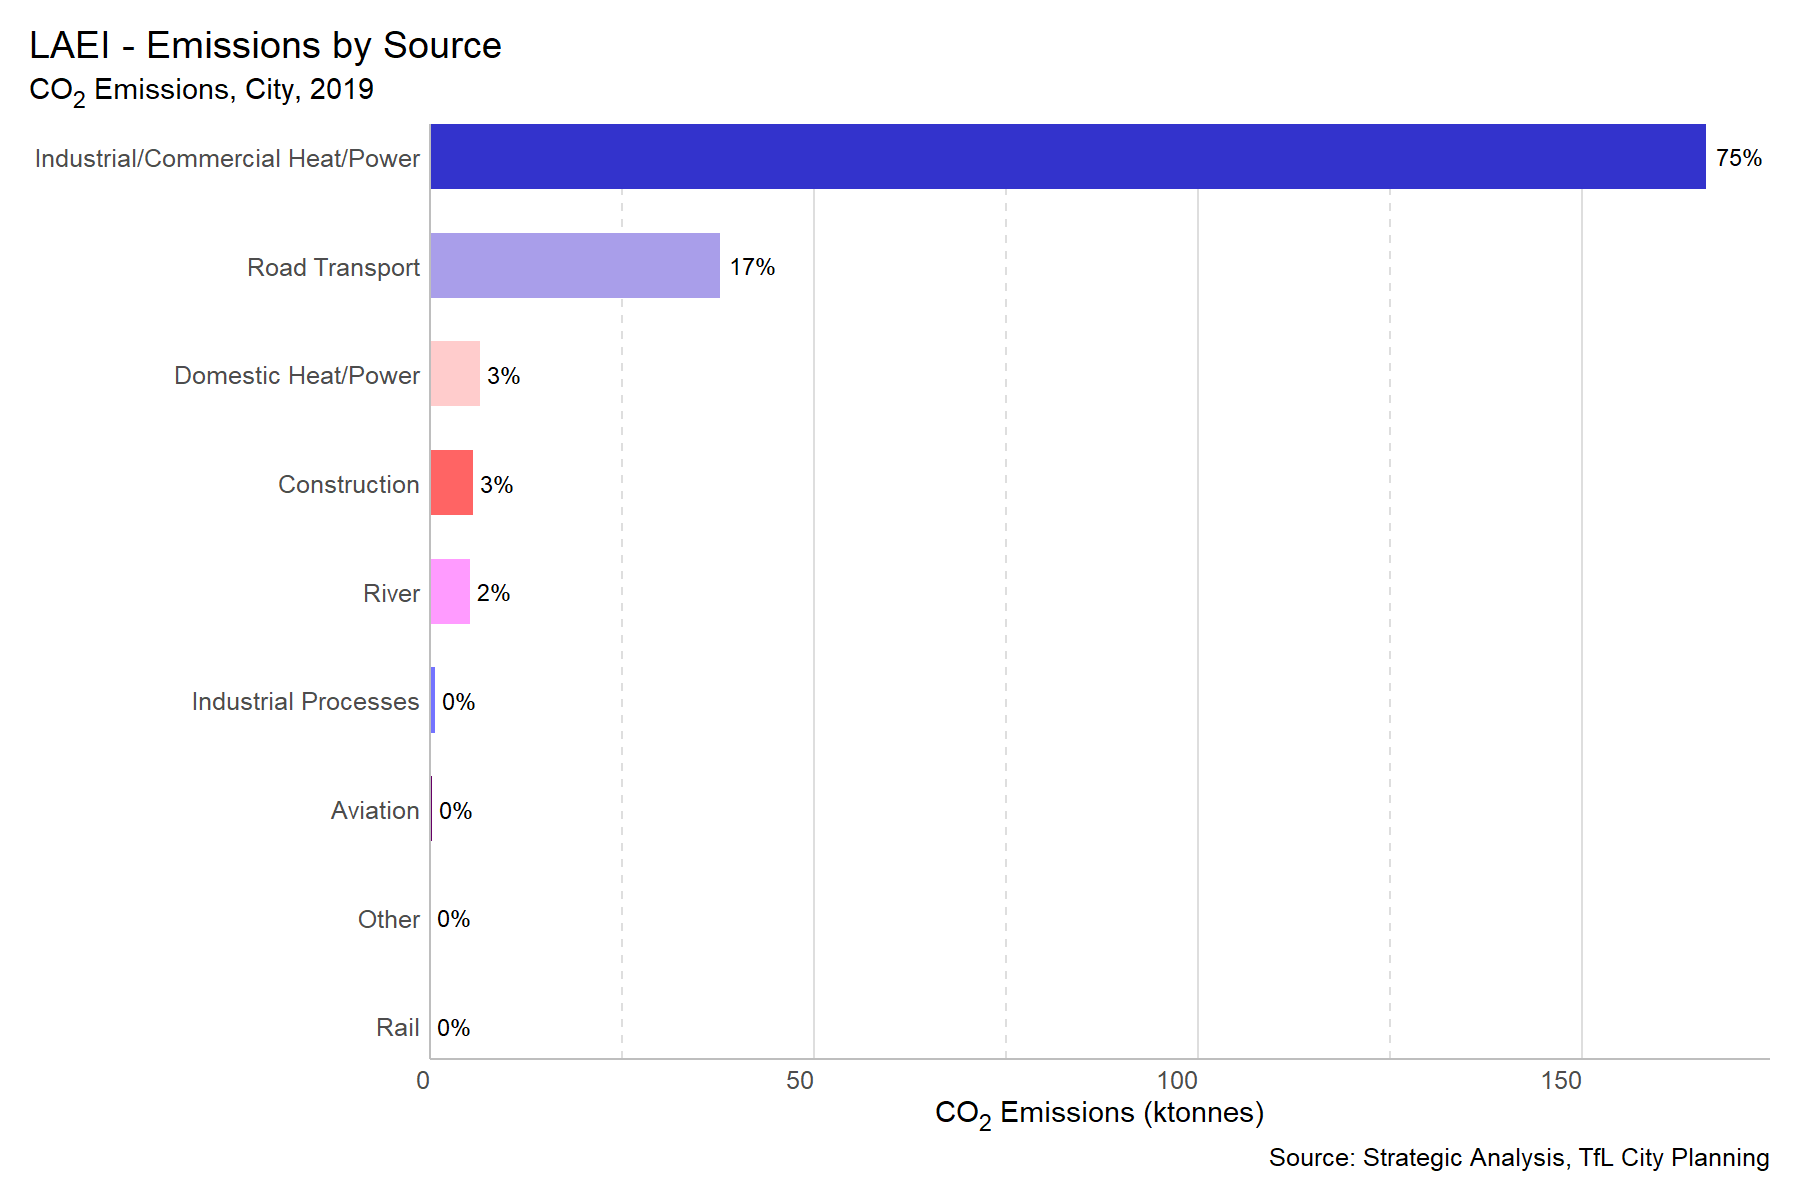 LAEI - Emissions by Source
CO₂ Emissions, City, 2019
Industrial/Commercial Heat/Power 75%
Road Transport 17%
Domestic Heat/Power 3%
Construction 3%
River 2%
Industrial Processes 0%
Aviation 0%
Other 0%
Rail 0%
0 50 100 150
CO₂ Emissions (ktonnes)
Source: Strategic Analysis, TfL City Planning